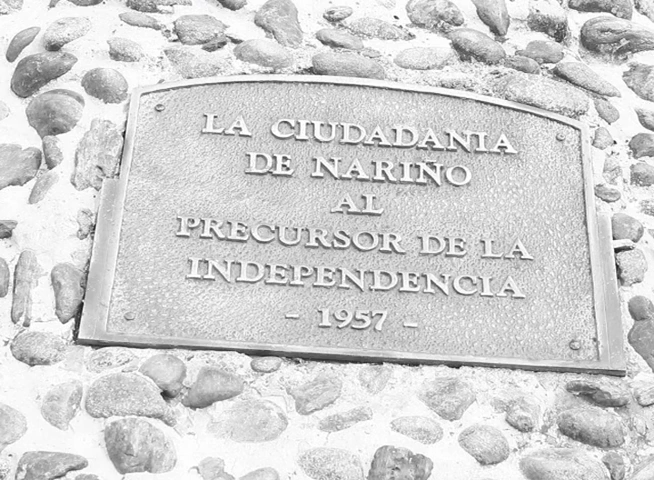 LA CIUDADANIA
DE NARIÑO
AL
PRECURSOR DE LA
INDEPENDENCIA
- 1957 -